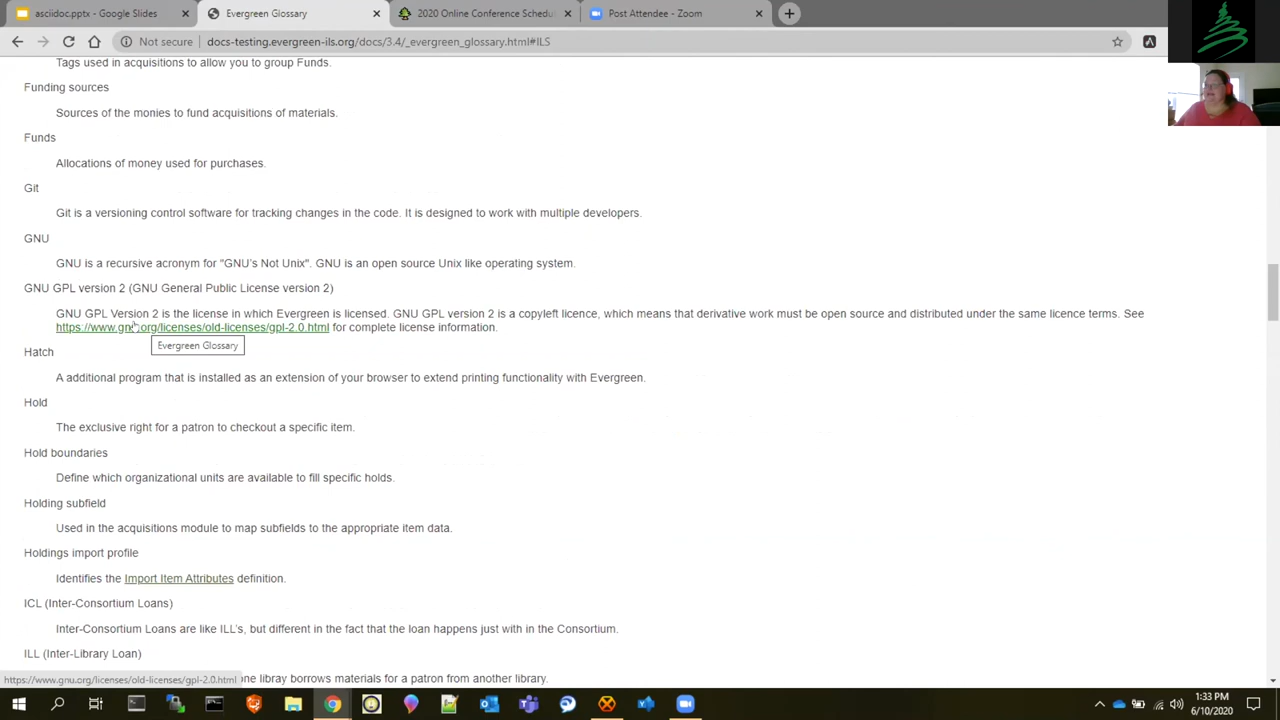 asciidoc.pptx - Google Slides
Evergreen Glossary
2020 Online Conference Schedu
Post Attendee - Zoom
Not secure
docs-testing.evergreen-ils.org/docs/3.4/_evergreen_glossary.html#ILS
Tags used in acquisitions to allow you to group Funds.
Funding sources
Sources of the monies to fund acquisitions of materials.
Funds
Allocations of money used for purchases.
Git
Git is a versioning control software for tracking changes in the code. It is designed to work with multiple developers.
GNU
GNU is a recursive acronym for "GNU's Not Unix". GNU is an open source Unix like operating system.
GNU GPL version 2 (GNU General Public License version 2)
GNU GPL Version 2 is the license in which Evergreen is licensed. GNU GPL version 2 is a copyleft licence, which means that derivative work must be open source and distributed under the same licence terms. See
https://www.gnu.org/licenses/old-licenses/gpl-2.0.html for complete license information.
Evergreen Glossary
Hatch
A additional program that is installed as an extension of your browser to extend printing functionality with Evergreen.
Hold
The exclusive right for a patron to checkout a specific item.
Hold boundaries
Define which organizational units are available to fill specific holds.
Holding subfield
Used in the acquisitions module to map subfields to the appropriate item data.
Holdings import profile
Identifies the Import Item Attributes definition.
ICL (Inter-Consortium Loans)
Inter-Consortium Loans are like ILL's, but different in the fact that the loan happens just with in the Consortium.
ILL (Inter-Library Loan)
https://www.gnu.org/licenses/old-licenses/gpl-2.0.html
one libray borrows materials for a patron from another library.
1:33 PM
6/10/2020